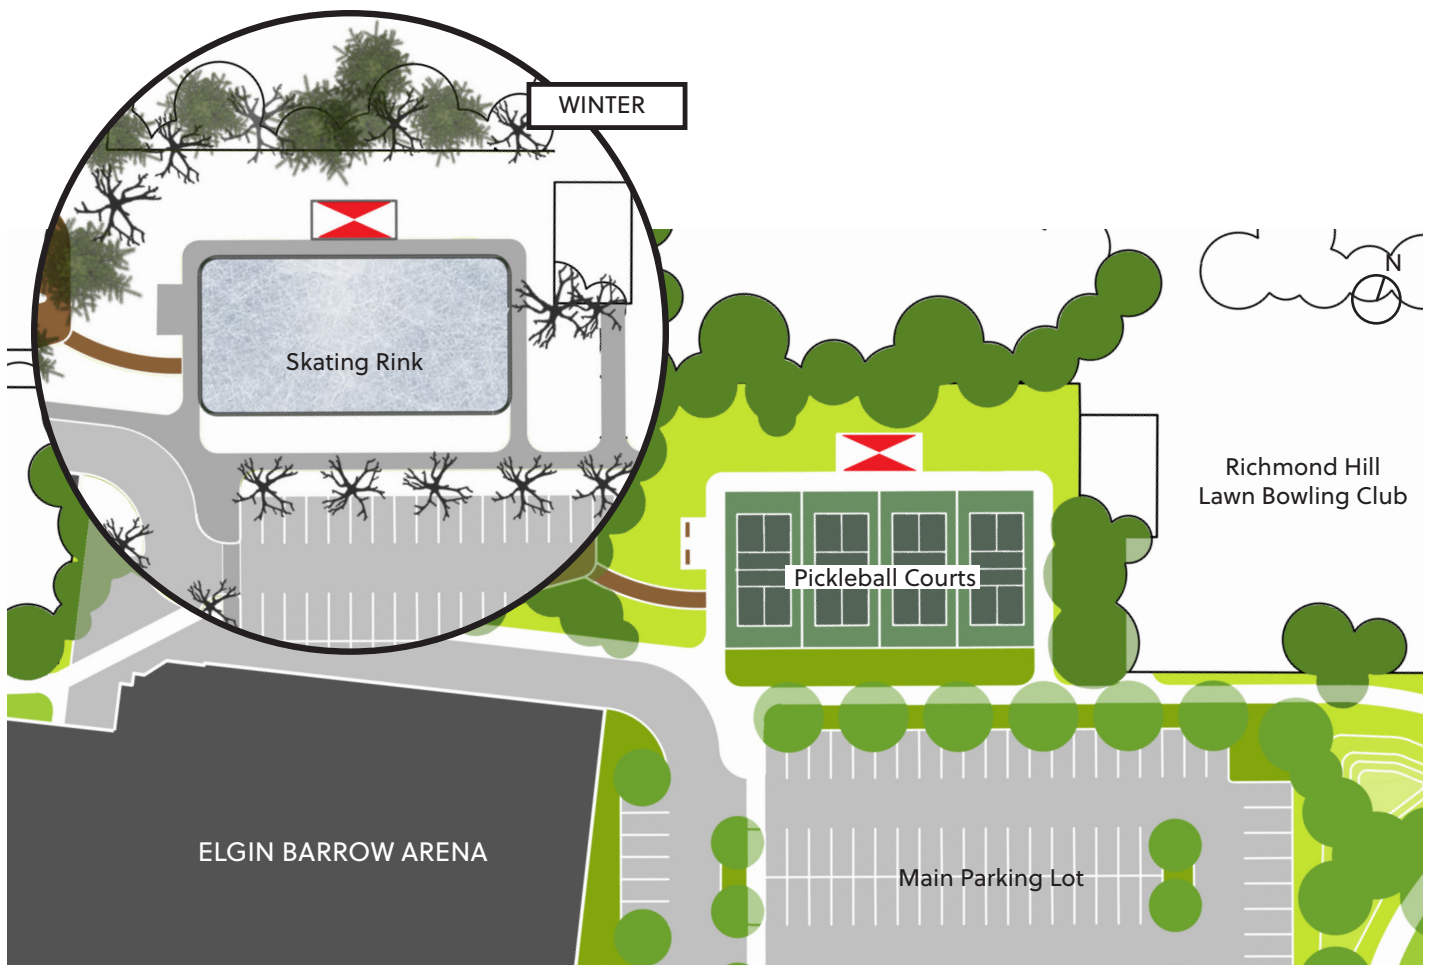 WINTER
Skating Rink
N
Richmond Hill
Lawn Bowling Club
Pickleball Courts
ELGIN BARROW ARENA
Main Parking Lot